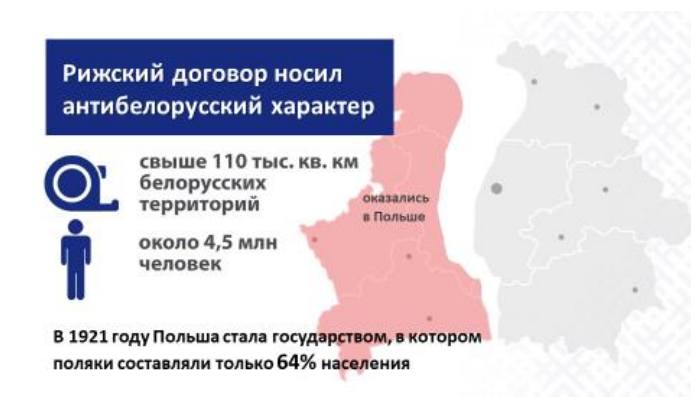 Рижский договор носил
антибелорусский характер
свыше 110 тыс. кв. км
белорусских
территорий
оказались
в Польше
около 4,5 млн
человек
В 1921 году Польша стала государством, в котором
поляки составляли только 64% населения